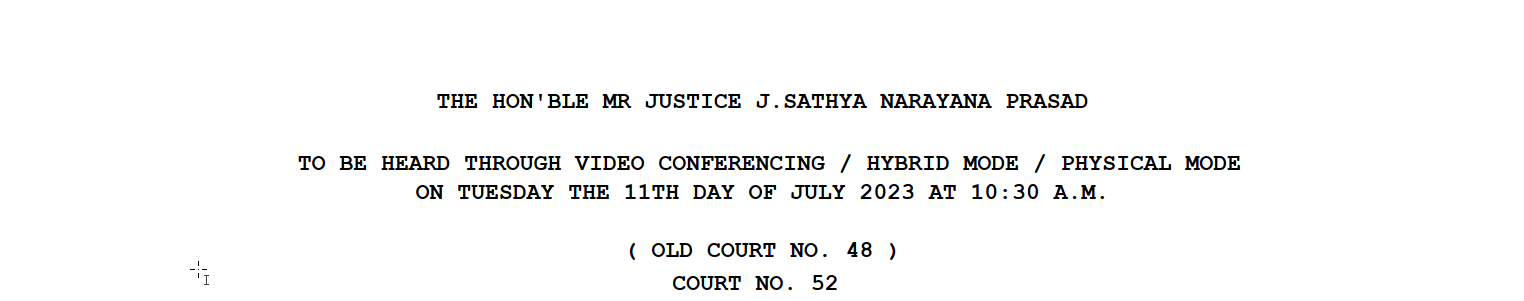 THE HON'BLE MR JUSTICE J.SATHYA NARAYANA PRASAD
TO BE HEARD THROUGH VIDEO CONFERENCING / HYBRID MODE / PHYSICAL MODE
ON TUESDAY THE 11TH DAY OF JULY 2023 AT 10:30 A.M.
( OLD COURT NO. 48 )
COURT NO. 52